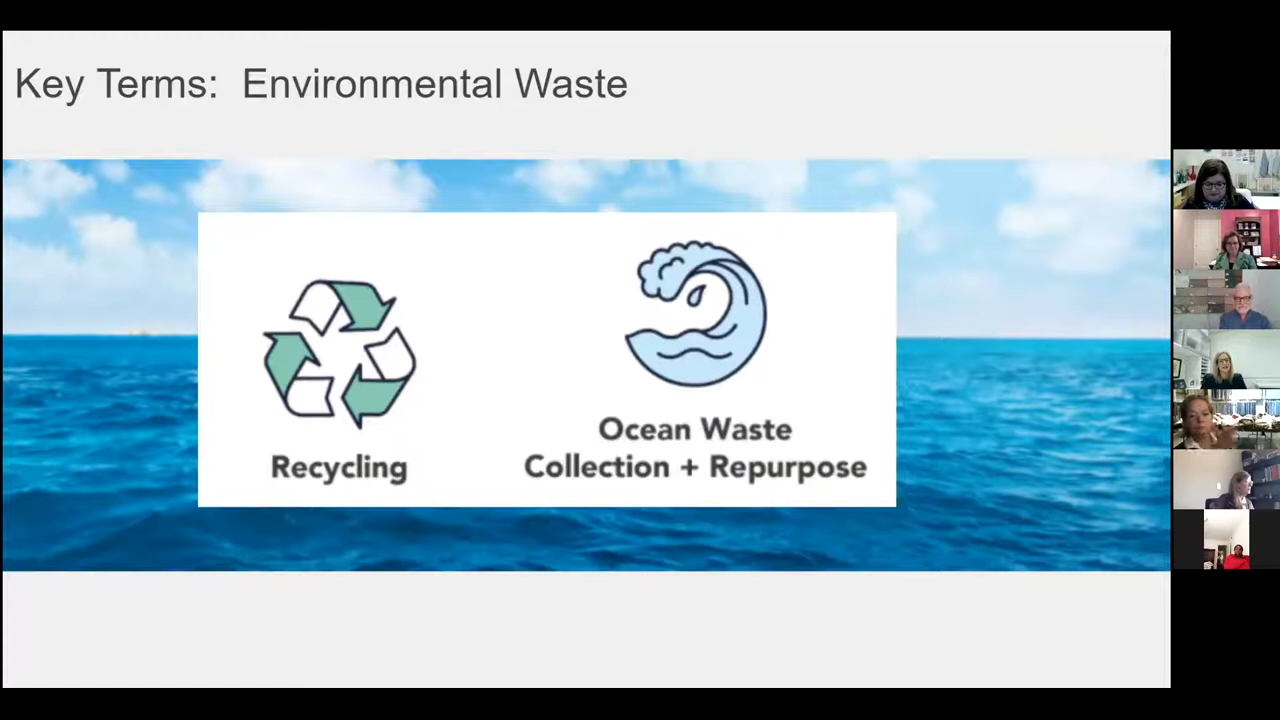 Key Terms:  Environmental Waste
Recycling
Ocean Waste
Collection + Repurpose